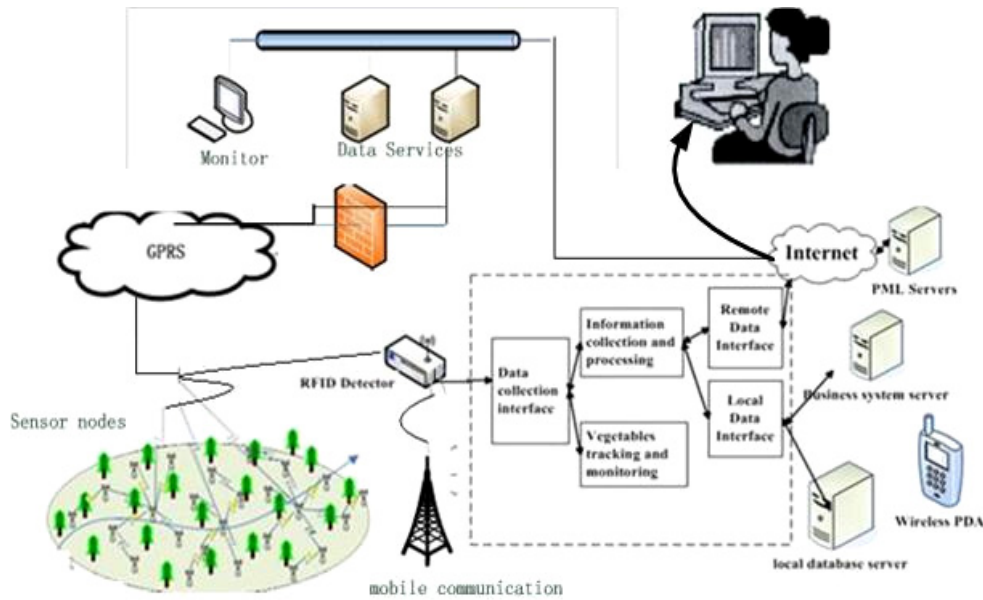 Monitor
Data Services
GPRS
Internet
PML Servers
RFID Detector
Data
collection
interface
Information
collection and
processing
Remote
Data
Interface
Local
Data
Interface
Vegetables
tracking and
monitoring
Business system server
Sensor nodes
Wireless PDA
local database server
mobile communication